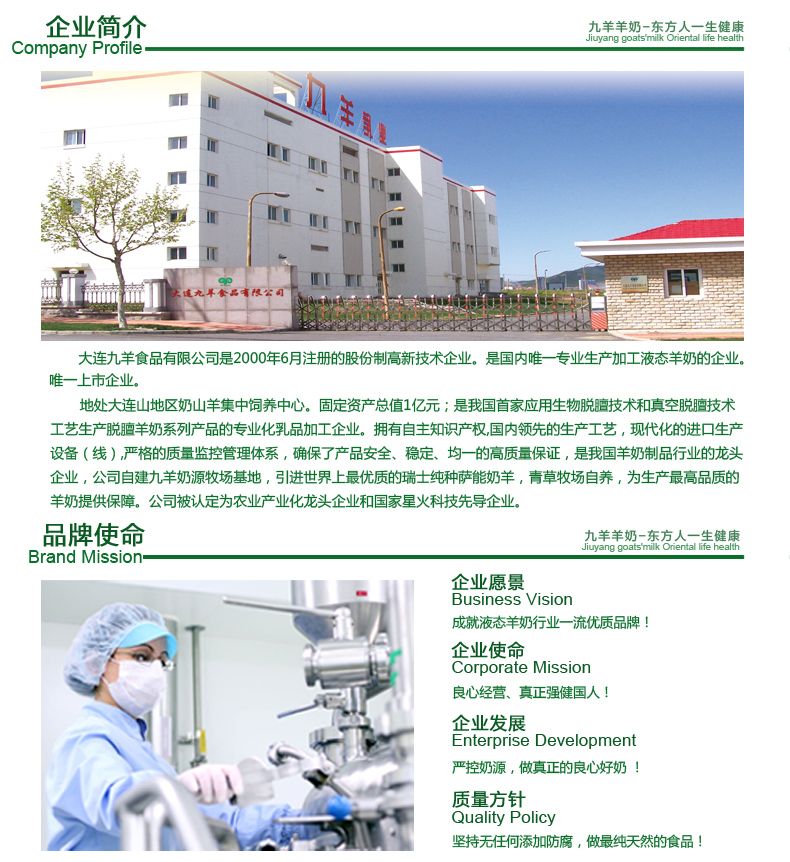 企业简介
Company Profile
九羊羊奶-东方人一生健康
Jiuyang goats'milk Oriental life health
九羊乳业
大连九羊食品有限公司
大连九羊食品有限公司是2000年6月注册的股份制高新技术企业。是国内唯一专业生产加工液态羊奶的企业。
唯一上市企业。
地处大连山地区奶山羊集中饲养中心。固定资产总值1亿元；是我国首家应用生物脱膻技术和真空脱膻技术
工艺生产脱膻羊奶系列产品的专业化乳品加工企业。拥有自主知识产权,国内领先的生产工艺，现代化的进口生产
设备（线）,严格的质量监控管理体系，确保了产品安全、稳定、均一的高质量保证，是我国羊奶制品行业的龙头
企业，公司自建九羊奶源牧场基地，引进世界上最优质的瑞士纯种萨能奶羊，青草牧场自养，为生产最高品质的
羊奶提供保障。公司被认定为农业产业化龙头企业和国家星火科技先导企业。
品牌使命
Brand Mission
九羊羊奶-东方人一生健康
Jiuyang goats'milk Oriental life health
企业愿景
Business Vision
成就液态羊奶行业一流优质品牌！
企业使命
Corporate Mission
良心经营、真正强健国人！
企业发展
Enterprise Development
严控奶源，做真正的良心好奶 ！
质量方针
Quality Policy
坚持无任何添加防腐，做最纯天然的食品！